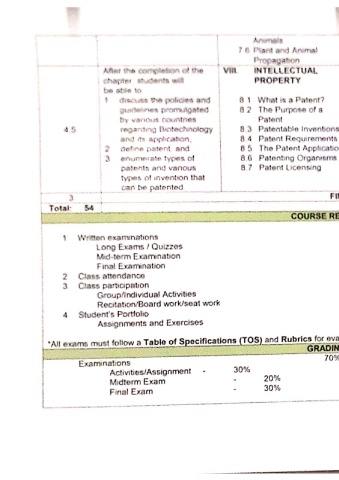 Animals
7.6 Plant and Animal
Propagation
After the completion of the
chapter students will
be able to
1 discuss the policies and
guidelines promulgated
by various countries
regarding Biotechnology
and its application,
2 define patent, and
3 enumerate types of
patents and various
types of invention that
can be patented
4.5
VIII. INTELLECTUAL
PROPERTY
8.1 What is a Patent?
8.2 The Purpose of a
Patent
8.3 Patentable Inventions
8.4 Patent Requirements
8.5 The Patent Applicatio
8.6 Patenting Organisms
8.7 Patent Licensing
3
FI
Total: 54
COURSE RE
1 Written examinations
Long Exams / Quizzes
Mid-term Examination
Final Examination
2 Class attendance
3 Class participation
Group/Individual Activities
Recitation/Board work/seat work
4 Student's Portfolio
Assignments and Exercises
*All exams must follow a Table of Specifications (TOS) and Rubrics for eva
GRADIN
Examinations 70%
Activities/Assignment - 30%
Midterm Exam - 20%
Final Exam - 30%